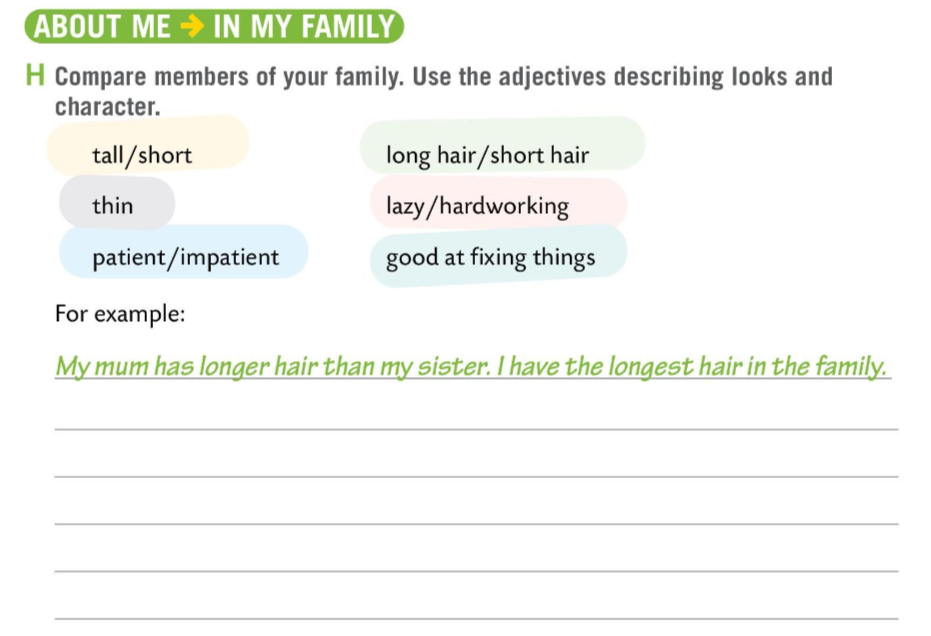 ABOUT ME → IN MY FAMILY
H Compare members of your family. Use the adjectives describing looks and
character.
tall/short
long hair/short hair
thin
lazy/hardworking
patient/impatient
good at fixing things
For example:
My mum has longer hair than my sister. I have the longest hair in the family.